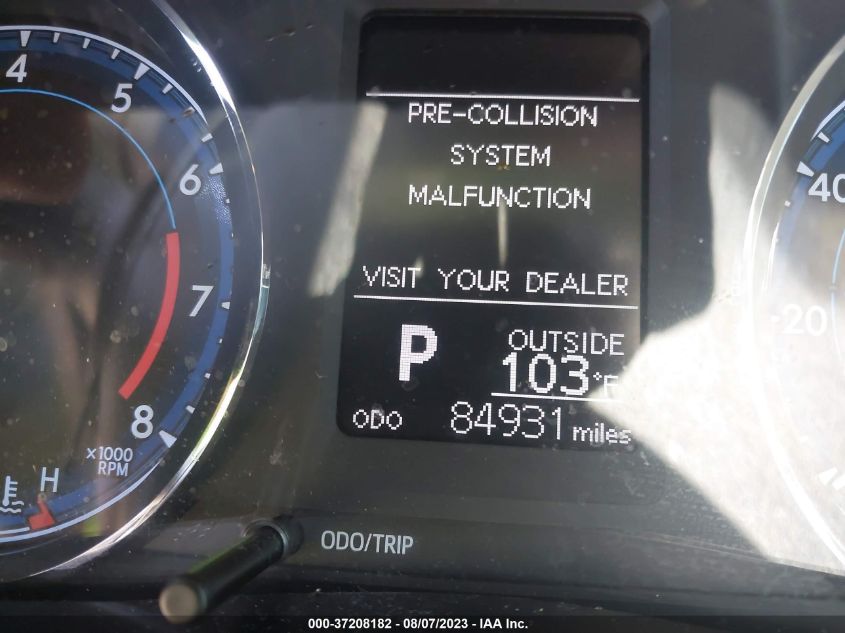 4
5
6
7
8
x1000
RPM
H
PRE-COLLISION
SYSTEM
MALFUNCTION
VISIT YOUR DEALER
P
OUTSIDE
103°F
ODO 84931 miles
ODO/TRIP
40
20
000-37208182 - 08/07/2023 - IAA Inc.